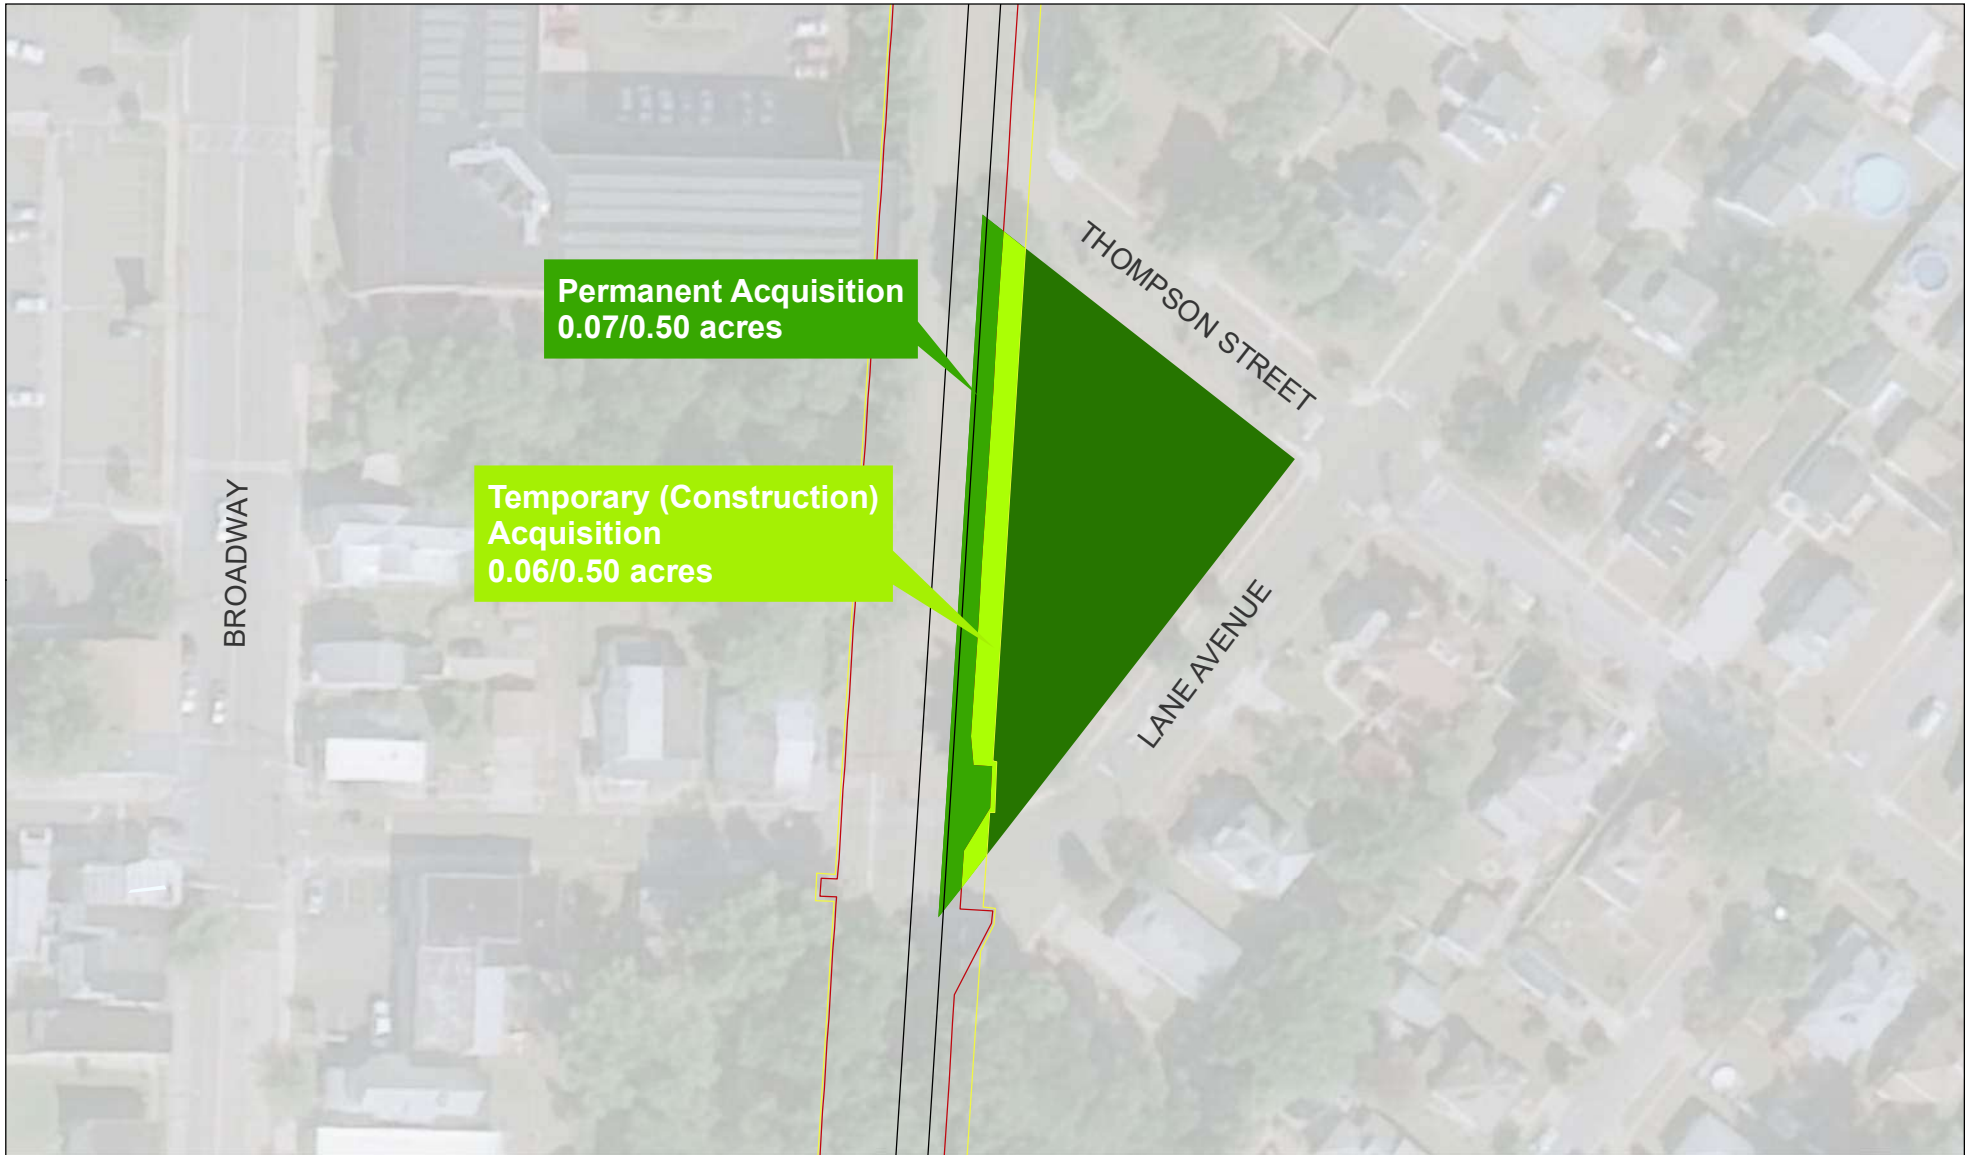 THOMPSON STREET
Permanent Acquisition
0.07/0.50 acres
Temporary (Construction)
Acquisition
0.06/0.50 acres
BROADWAY
LANE AVENUE